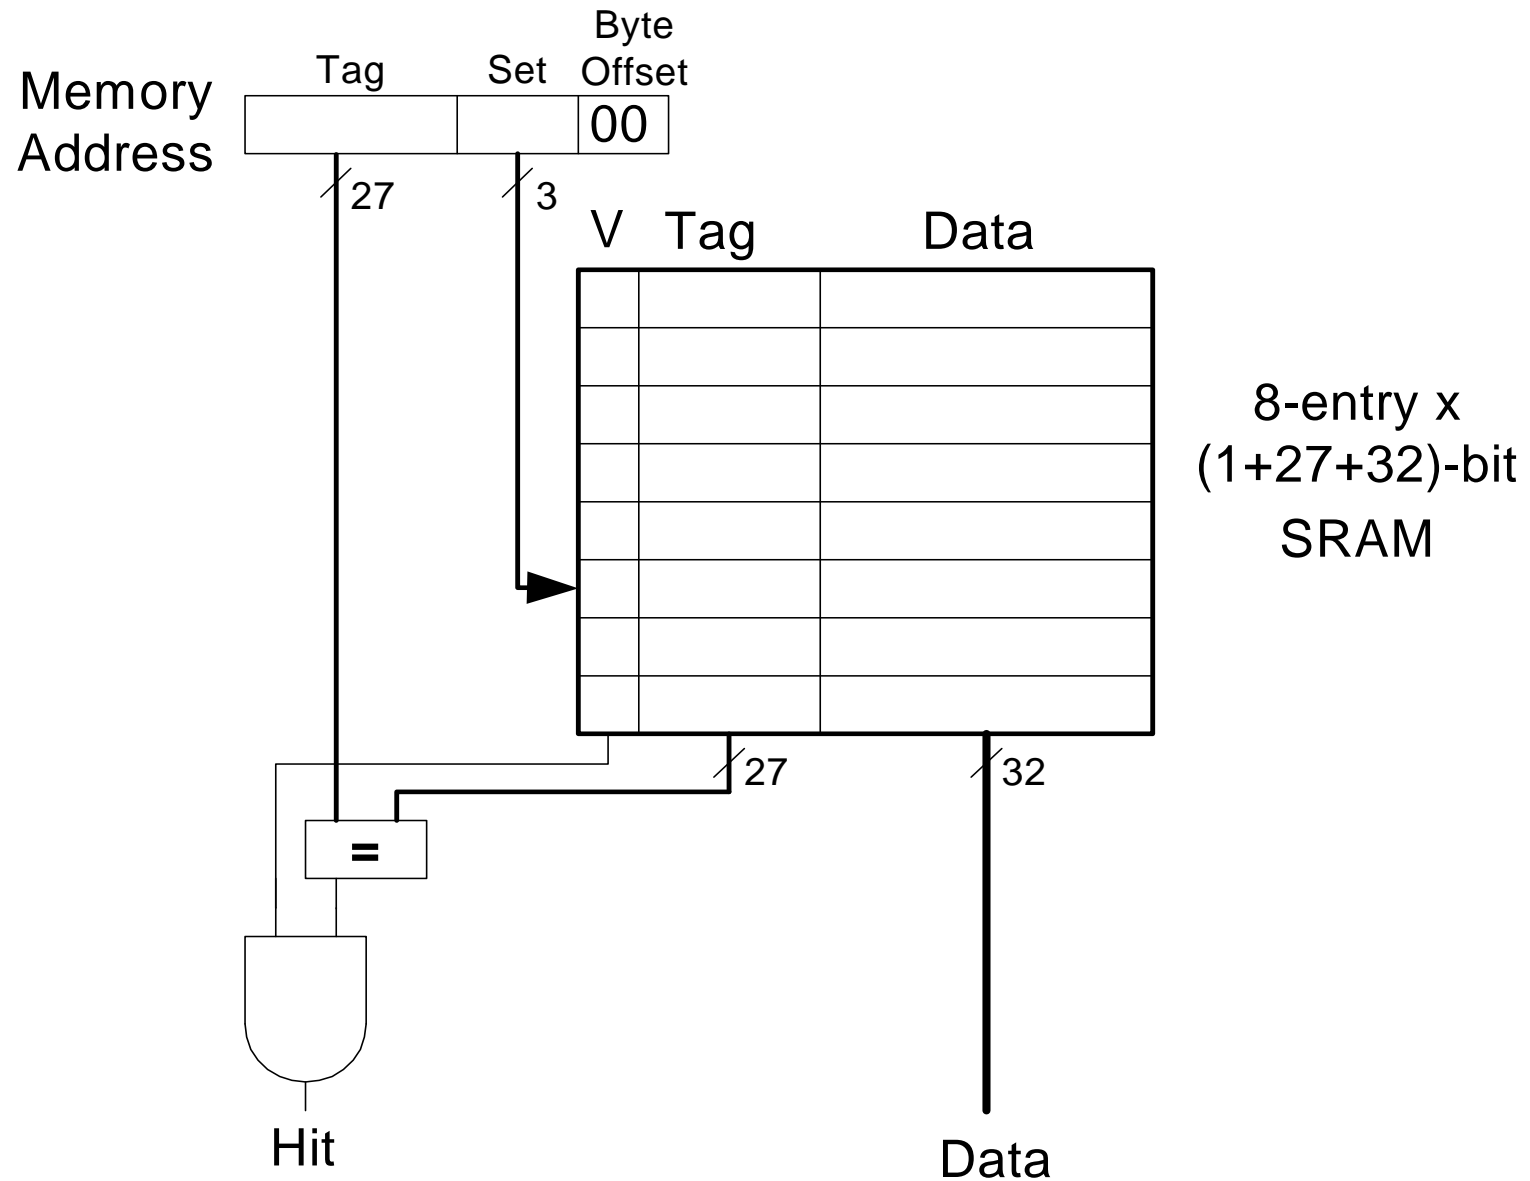 Byte
Offset
Tag
Set
Memory
Address
00
27
3
V
Tag
Data
8-entry x
(1+27+32)-bit
SRAM
27
32
=
Hit
Data